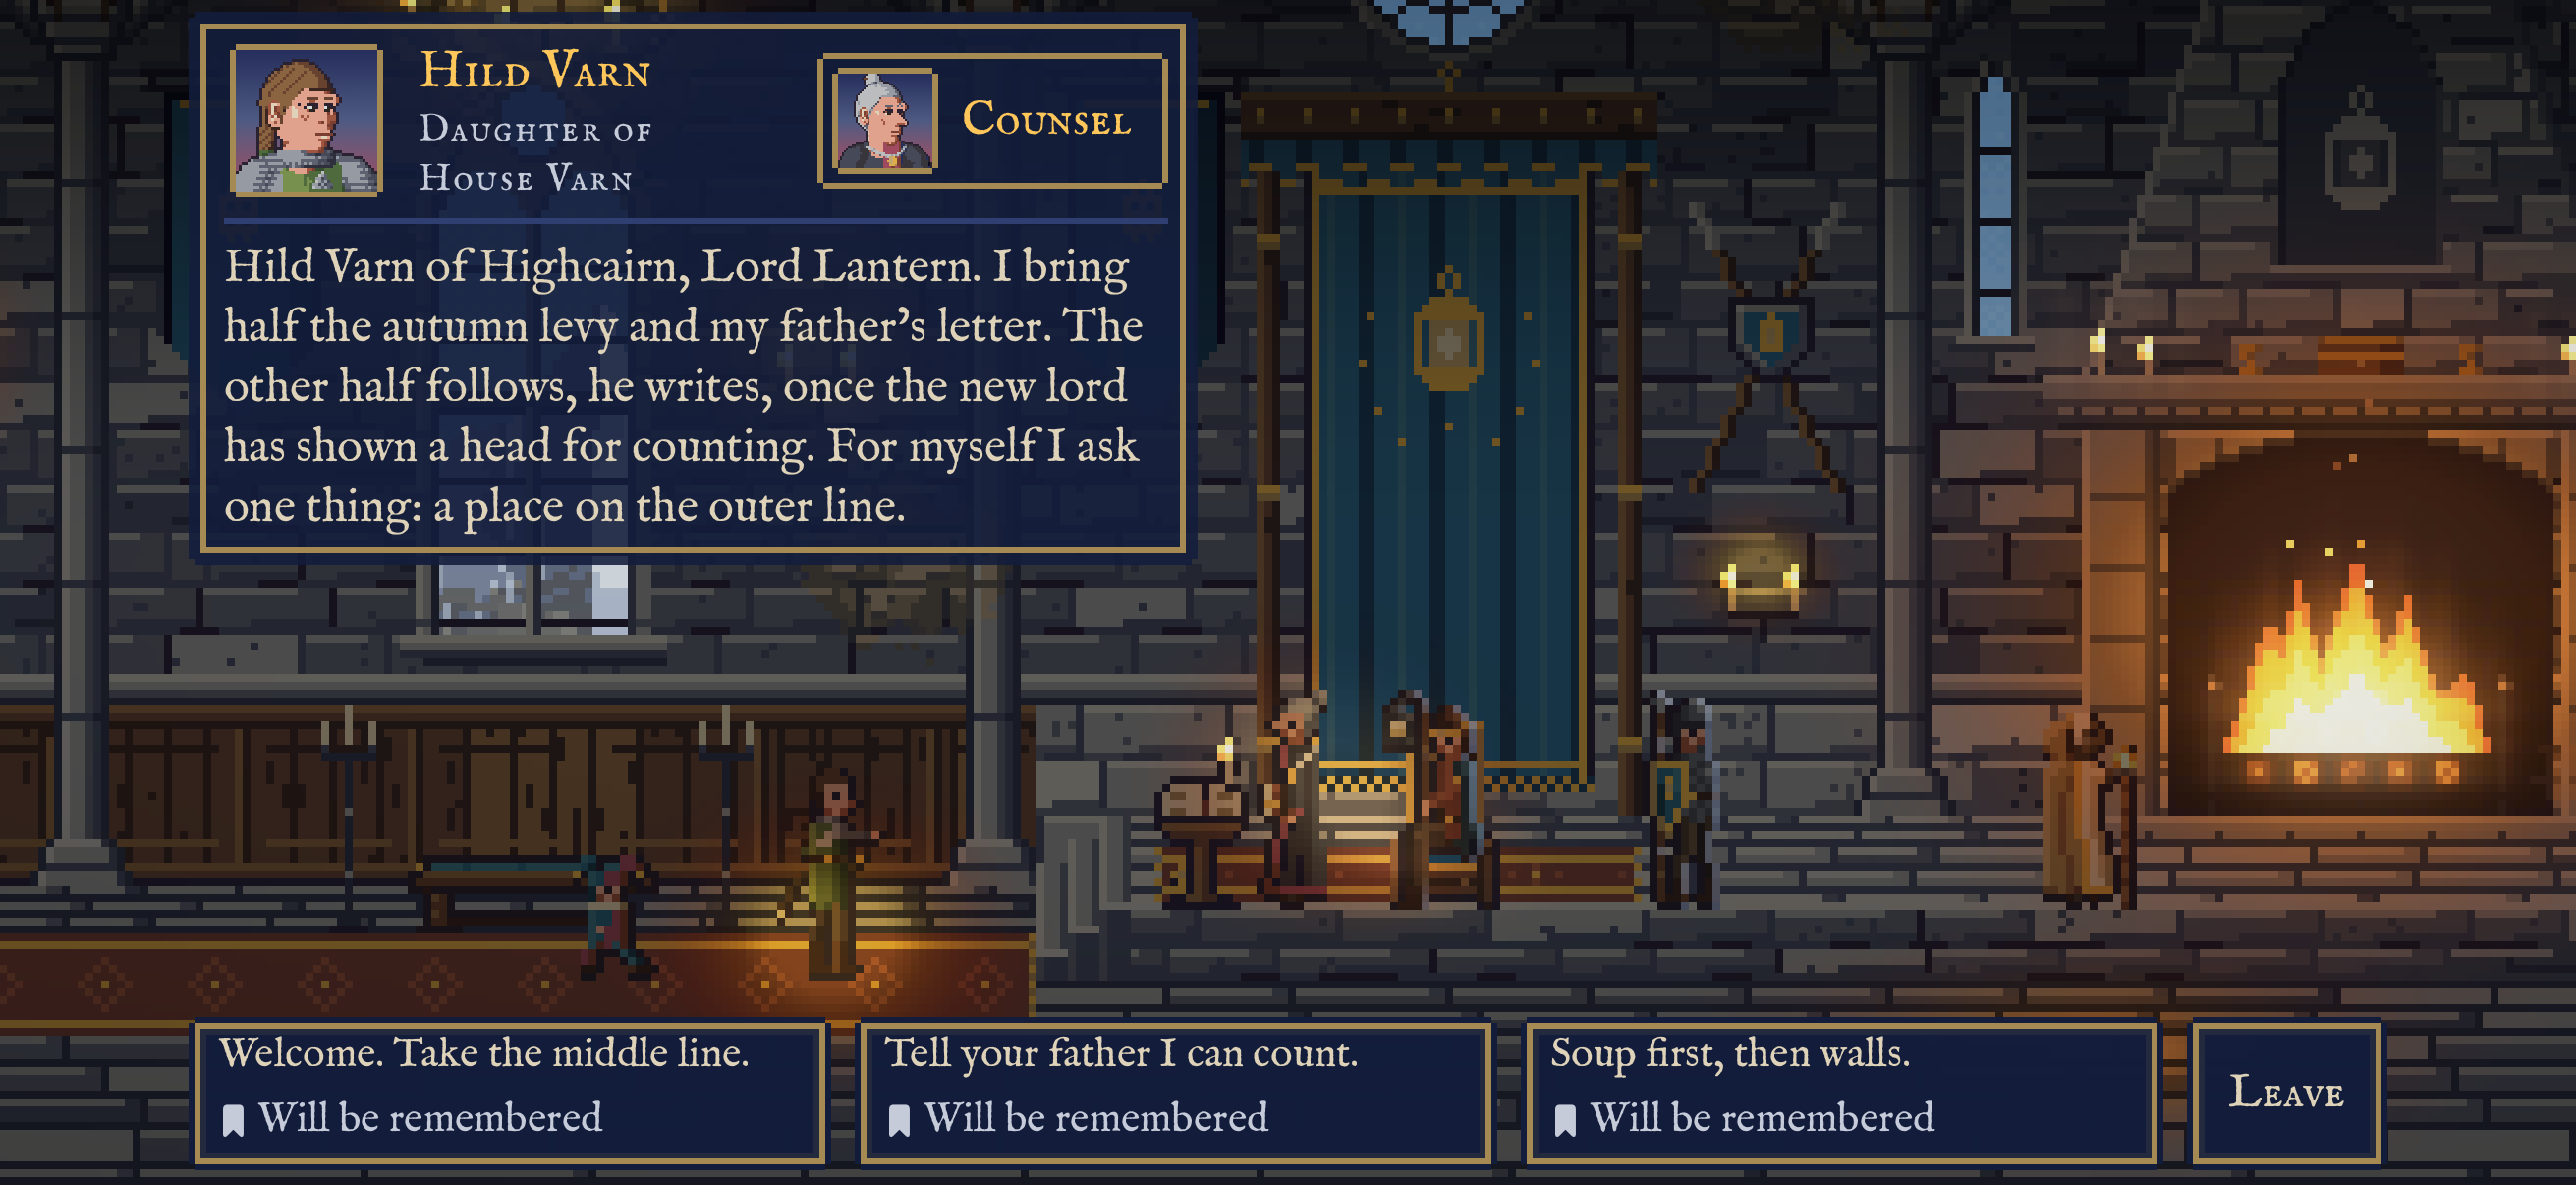 Hild Varn
Daughter of
House Varn
Counsel
Hild Varn of Highcairn, Lord Lantern. I bring
half the autumn levy and my father's letter. The
other half follows, he writes, once the new lord
has shown a head for counting. For myself I ask
one thing: a place on the outer line.
Welcome. Take the middle line.
Will be remembered
Tell your father I can count.
Will be remembered
Soup first, then walls.
Will be remembered
Leave